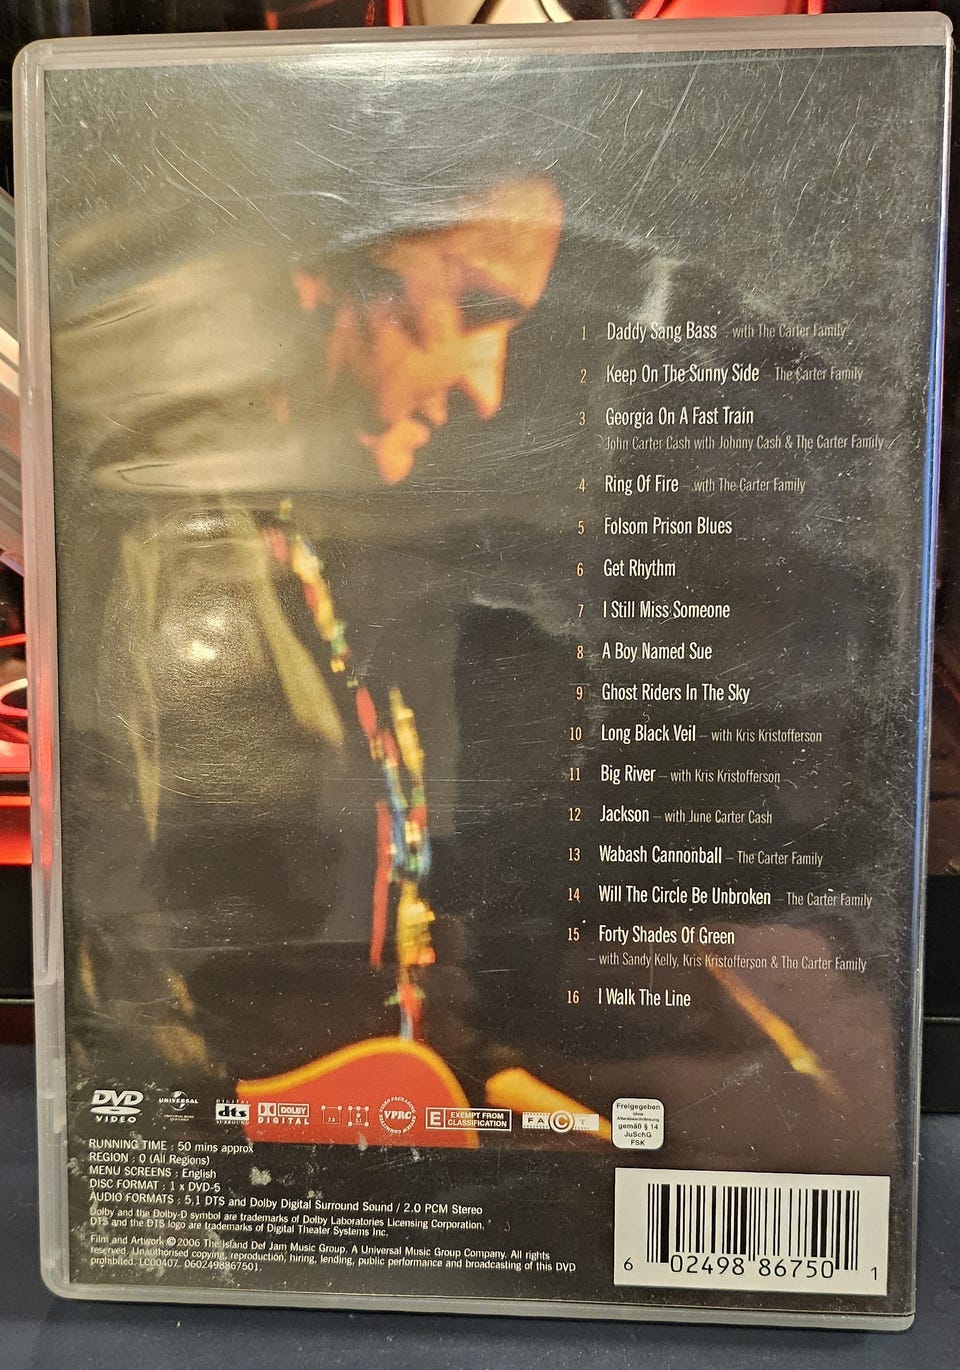 1 Daddy Sang Bass – with The Carter Family
2 Keep On The Sunny Side – The Carter Family
3 Georgia On A Fast Train
John Carter Cash with Johnny Cash & The Carter Family
4 Ring Of Fire – with The Carter Family
5 Folsom Prison Blues
6 Get Rhythm
7 I Still Miss Someone
8 A Boy Named Sue
9 Ghost Riders In The Sky
10 Long Black Veil – with Kris Kristofferson
11 Big River – with Kris Kristofferson
12 Jackson – with June Carter Cash
13 Wabash Cannonball – The Carter Family
14 Will The Circle Be Unbroken – The Carter Family
15 Forty Shades Of Green
– with Sandy Kelly, Kris Kristofferson & The Carter Family
16 I Walk The Line
DVD VIDEO
UNIVERSAL
DIGITAL dts SURROUND
DOLBY DIGITAL
VPRC
E EXEMPT FROM CLASSIFICATION
FACT
Freigegeben
ohne
Altersbeschränkung
gemäß § 14
JuSchG
FSK
RUNNING TIME : 50 mins approx
REGION : 0 (All Regions)
MENU SCREENS : English
DISC FORMAT : 1 x DVD-5
AUDIO FORMATS : 5.1 DTS and Dolby Digital Surround Sound / 2.0 PCM Stereo
Dolby and the Dolby-D symbol are trademarks of Dolby Laboratories Licensing Corporation.
DTS and the DTS logo are trademarks of Digital Theater Systems Inc.
Film and Artwork © 2006 The Island Def Jam Music Group. A Universal Music Group Company. All rights
reserved. Unauthorised copying, reproduction, hiring, lending, public performance and broadcasting of this DVD
prohibited. LC00407. 0602498867501.
6 02498 86750 1